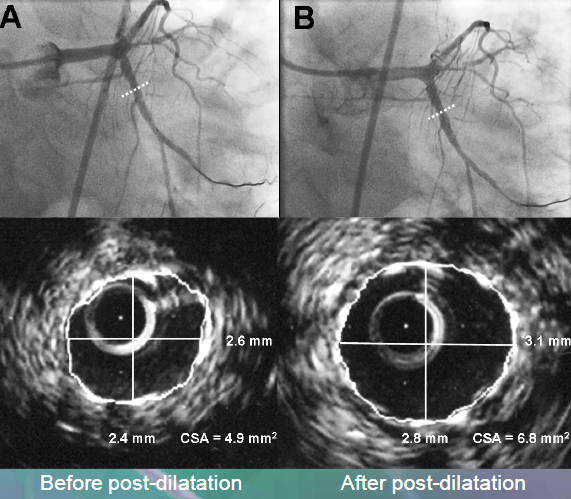 A
B
2.6 mm
3.1 mm
2.4 mm
CSA = 4.9 mm²
2.8 mm
CSA = 6.8 mm²
Before post-dilatation
After post-dilatation